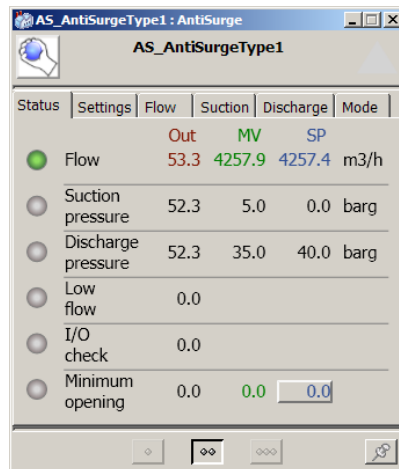 AS_AntiSurgeType1 : AntiSurge
AS_AntiSurgeType1
Status Settings Flow Suction Discharge Mode
Out MV SP
Flow 53.3 4257.9 4257.4 m3/h
Suction
pressure 52.3 5.0 0.0 barg
Discharge
pressure 52.3 35.0 40.0 barg
Low
flow 0.0
I/O
check 0.0
Minimum
opening 0.0 0.0 0.0